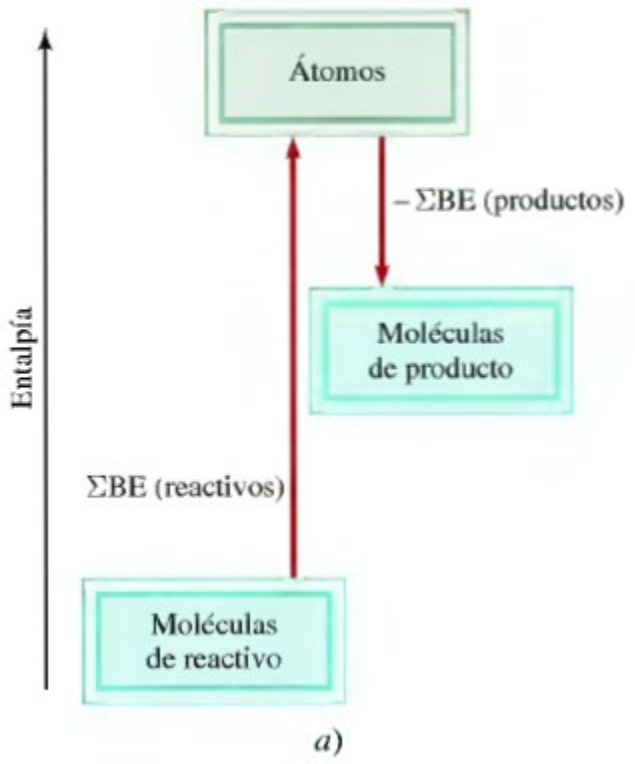 Átomos
– ΣBE (productos)
Moléculas
de producto
Entalpía
ΣBE (reactivos)
Moléculas
de reactivo
a)